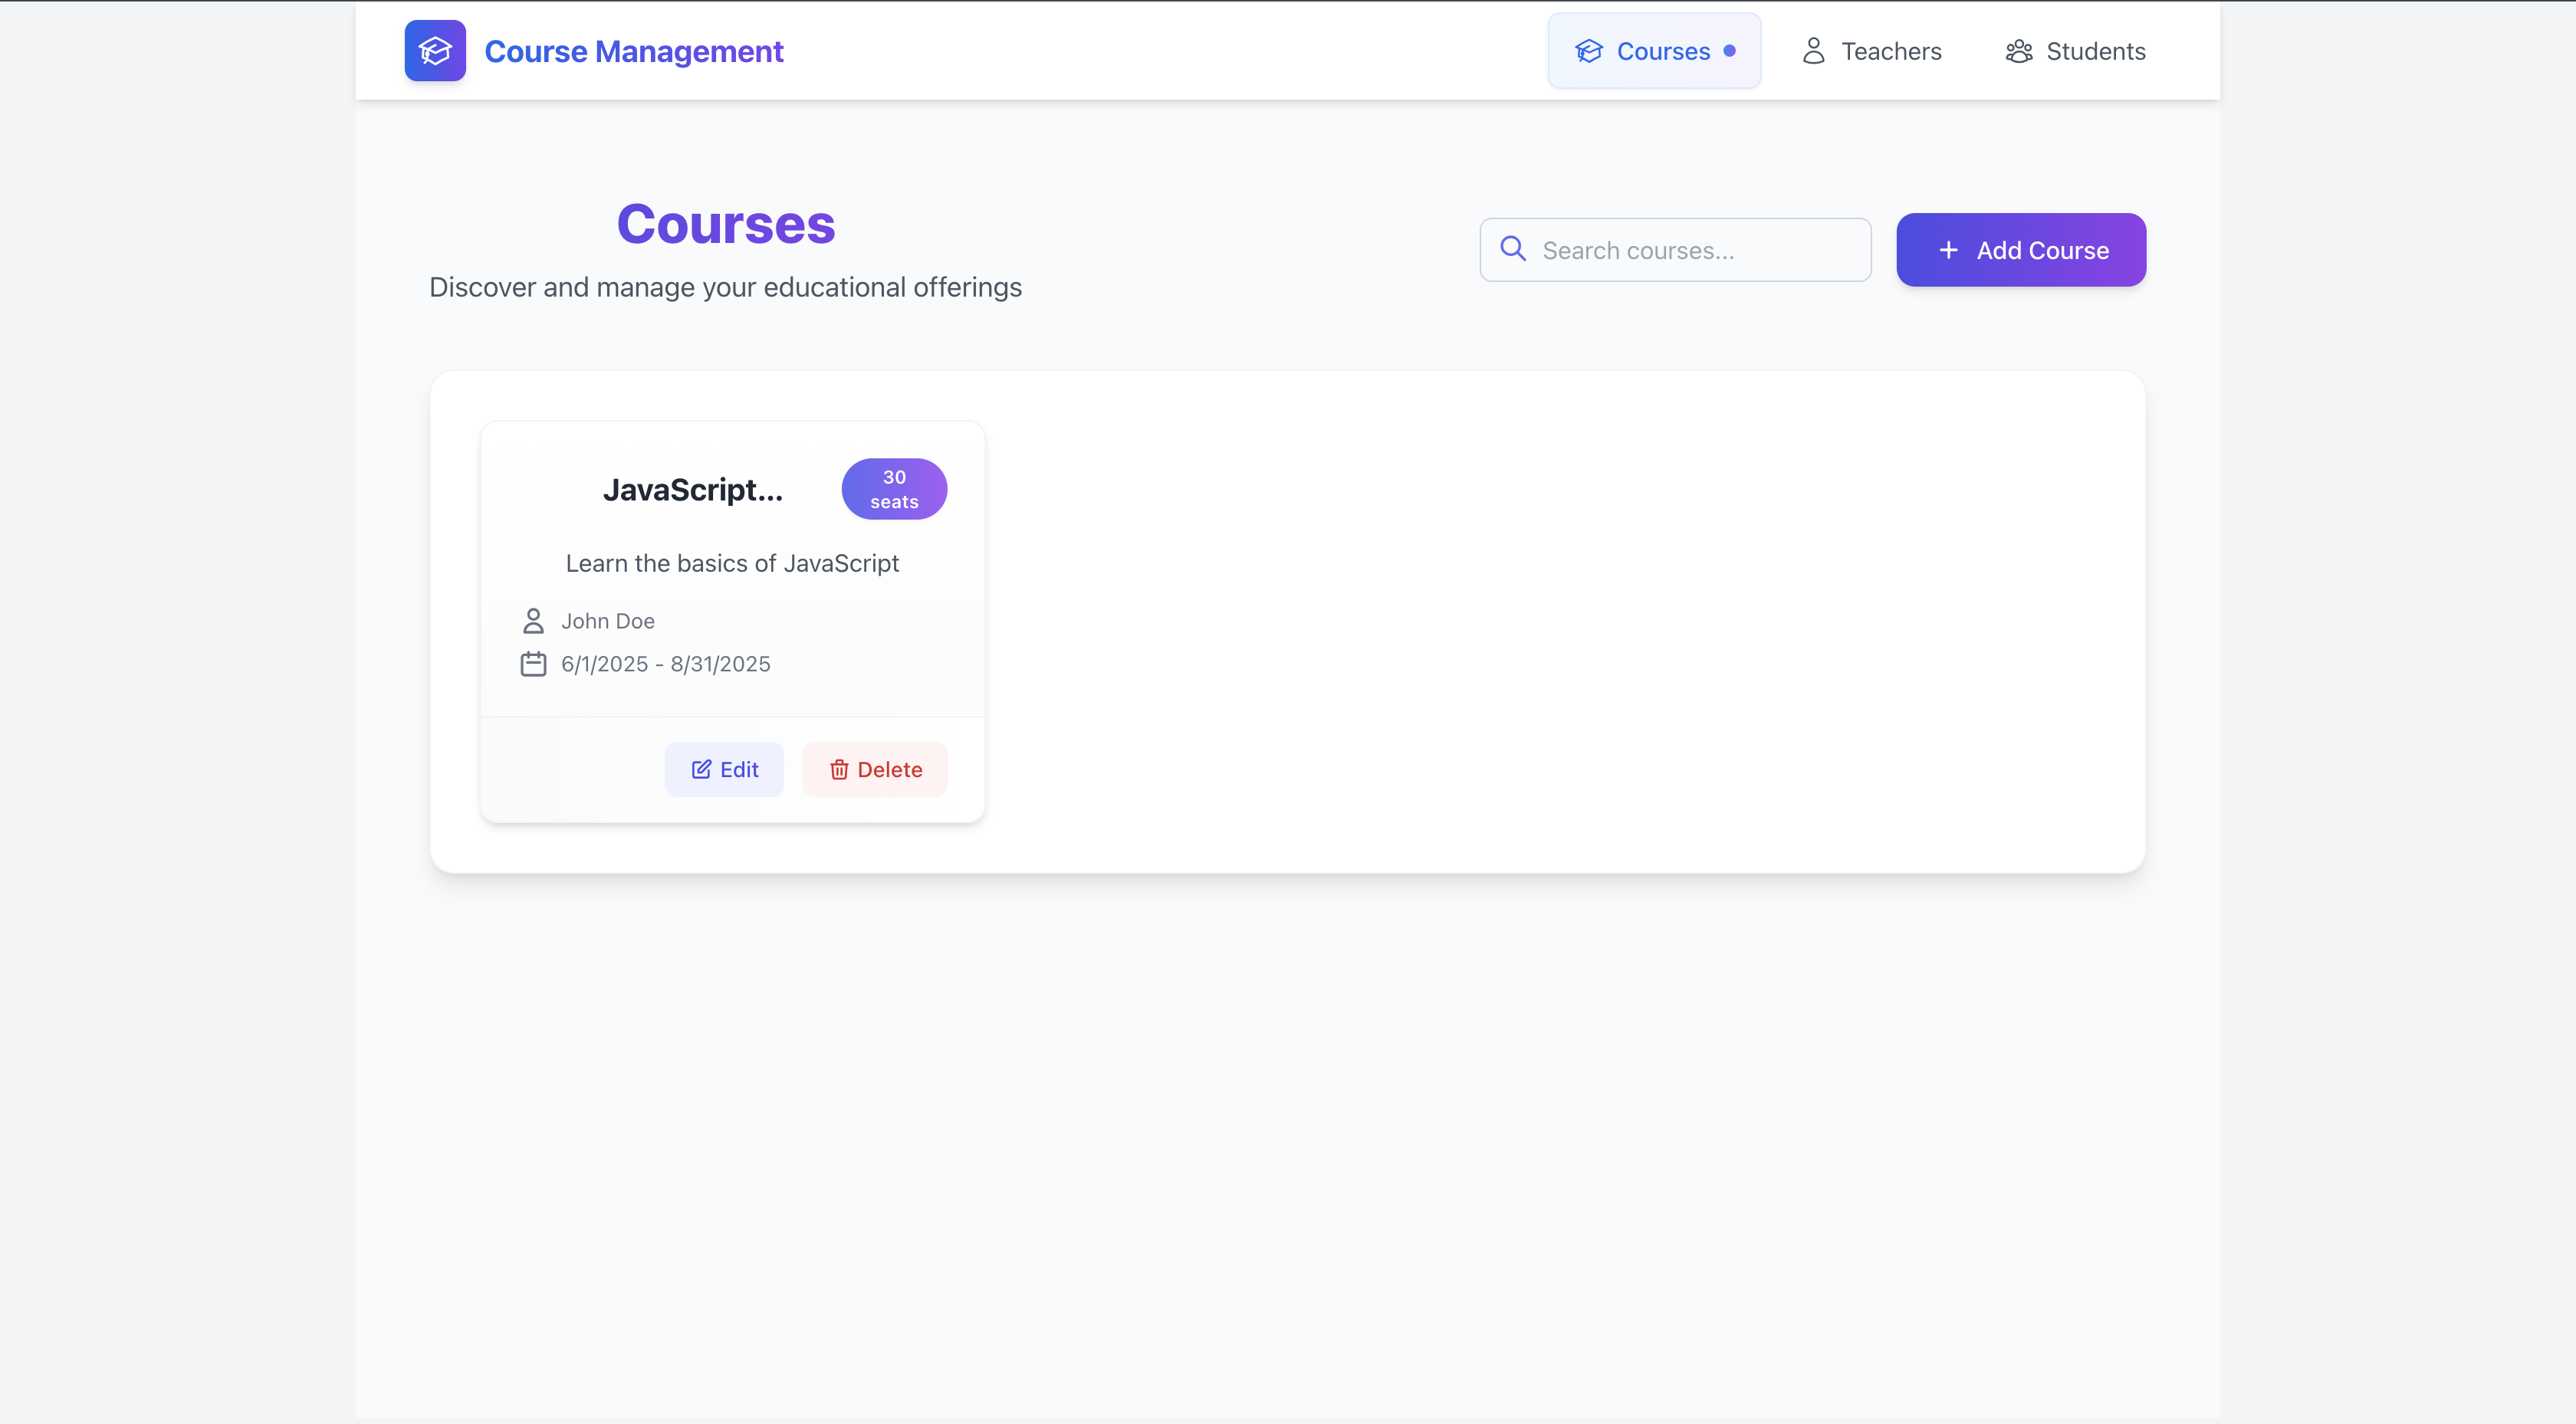 Course Management
Courses
Teachers
Students
Courses
Discover and manage your educational offerings
Search courses...
Add Course
JavaScript...
30
seats
Learn the basics of JavaScript
John Doe
6/1/2025 - 8/31/2025
Edit
Delete